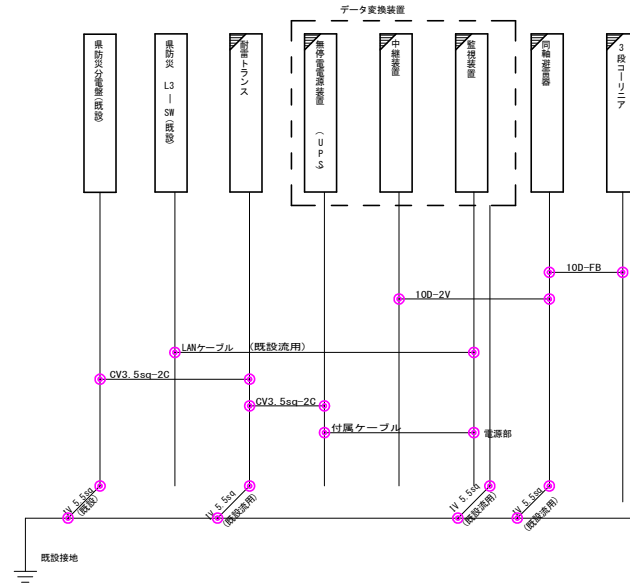 データ変換装置
県防災分電盤(既設)
県防災 L3ーSW(既設)
耐雷トランス
無停電電源装置 (UPS)
中継装置
監視装置
同軸避雷器
3段コーリニア
10D-FB
10D-2V
LANケーブル (既設流用)
CV3.5sq-2C
CV3.5sq-2C
付属ケーブル
電源部
IV 5.5sq
(既設)
IV 5.5sq
(既設流用)
IV 5.5sq
(既設流用)
IV 5.5sq
(既設流用)
既設接地